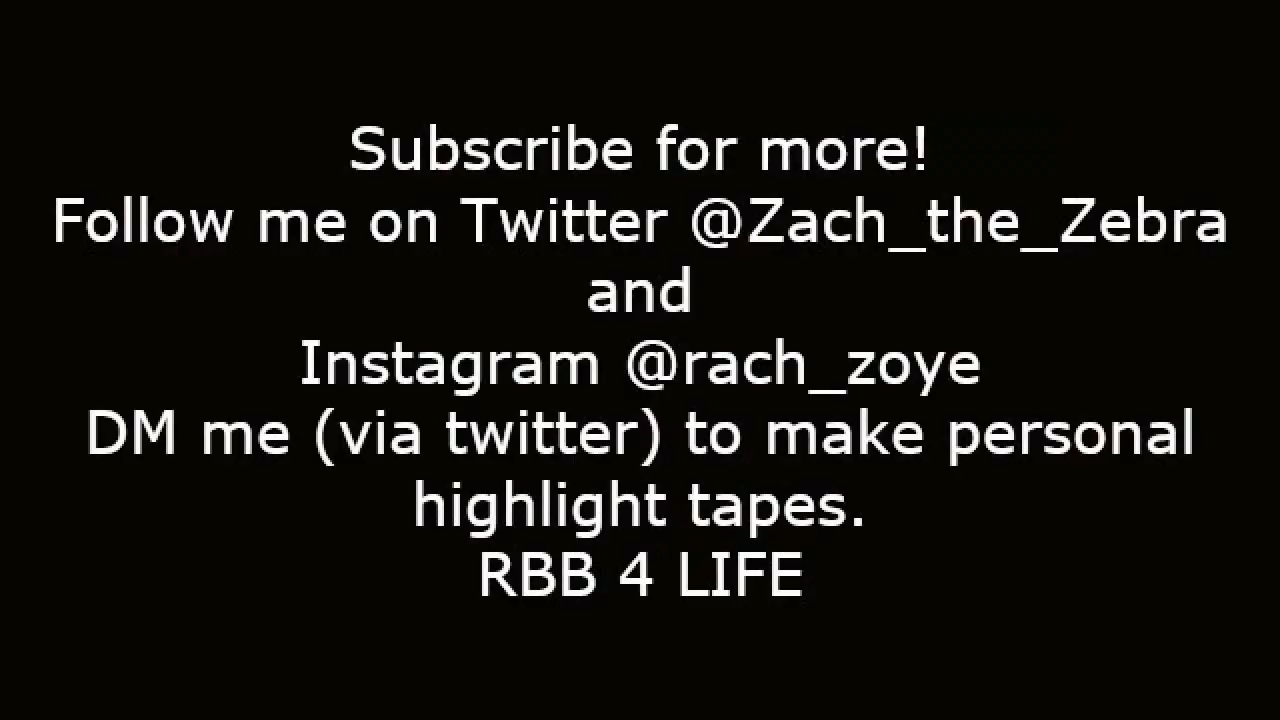 Subscribe for more!
Follow me on Twitter @Zach_the_Zebra
and
Instagram @rach_zoye
DM me (via twitter) to make personal
highlight tapes.
RBB 4 LIFE